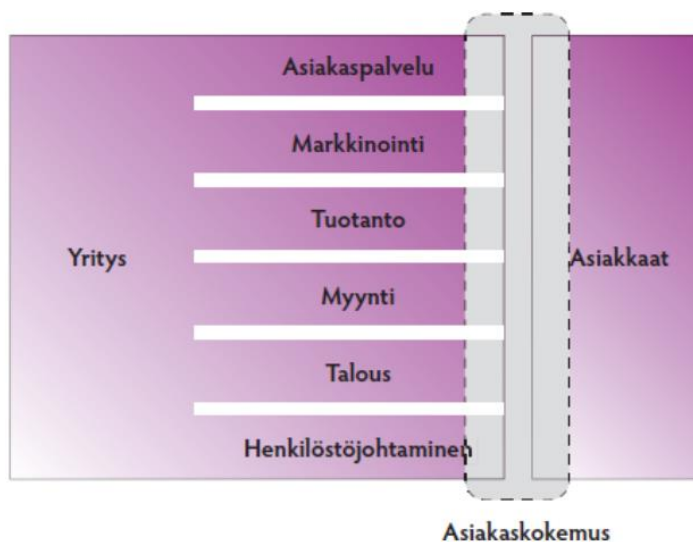 Asiakaspalvelu
Markkinointi
Tuotanto
Yritys
Asiakkaat
Myynti
Talous
Henkilöstöjohtaminen
Asiakaskokemus